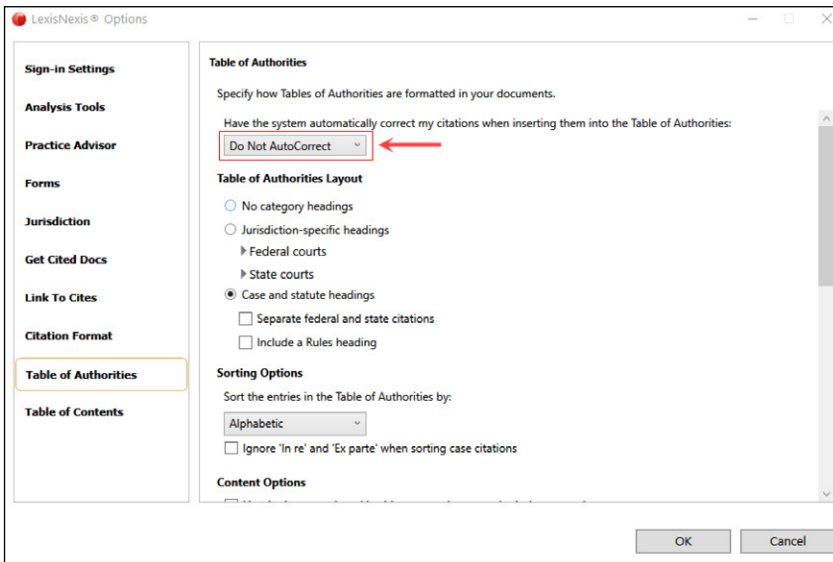 LexisNexis® Options
Sign-in Settings
Analysis Tools
Practice Advisor
Forms
Jurisdiction
Get Cited Docs
Link To Cites
Citation Format
Table of Authorities
Table of Contents
Table of Authorities
Specify how Tables of Authorities are formatted in your documents.
Have the system automatically correct my citations when inserting them into the Table of Authorities:
Do Not AutoCorrect
Table of Authorities Layout
No category headings
Jurisdiction-specific headings
Federal courts
State courts
Case and statute headings
Separate federal and state citations
Include a Rules heading
Sorting Options
Sort the entries in the Table of Authorities by:
Alphabetic
Ignore 'In re' and 'Ex parte' when sorting case citations
Content Options
OK
Cancel